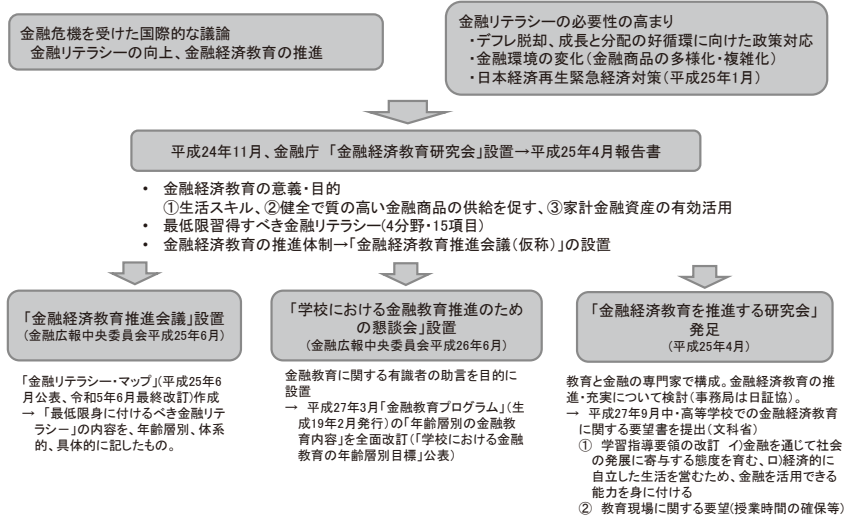 金融危機を受けた国際的な議論
金融リテラシーの向上、金融経済教育の推進
金融リテラシーの必要性の高まり
・デフレ脱却、成長と分配の好循環に向けた政策対応
・金融環境の変化(金融商品の多様化・複雑化)
・日本経済再生緊急経済対策(平成25年1月)
平成24年11月、金融庁 「金融経済教育研究会」設置→平成25年4月報告書
• 金融経済教育の意義・目的
①生活スキル、②健全で質の高い金融商品の供給を促す、③家計金融資産の有効活用
• 最低限習得すべき金融リテラシー(4分野・15項目)
• 金融経済教育の推進体制→「金融経済教育推進会議(仮称)」の設置
「金融経済教育推進会議」設置
(金融広報中央委員会平成25年6月)
「金融リテラシー・マップ」(平成25年6
月公表、令和5年6月最終改訂)作成
→ 「最低限身に付けるべき金融リテ
ラシー」の内容を、年齢層別、体系
的、具体的に記したもの。
「学校における金融教育推進のため
の懇談会」設置
(金融広報中央委員会平成26年6月)
金融教育に関する有識者の助言を目的に
設置
→ 平成27年3月「金融教育プログラム」(平
成19年2月発行)の「年齢層別の金融教
育内容」を全面改訂(「学校における金融
教育の年齢層別目標」公表)
「金融経済教育を推進する研究会」
発足
(平成25年4月)
教育と金融の専門家で構成。金融経済教育の推
進・充実について検討(事務局は日証協)。
→ 平成27年9月中・高等学校での金融経済教育
に関する要望書を提出(文科省)
① 学習指導要領の改訂 イ)金融を通じて社会
の発展に寄与する態度を育む、ロ)経済的に
自立した生活を営むため、金融を活用できる
能力を身に付ける
② 教育現場に関する要望(授業時間の確保等)